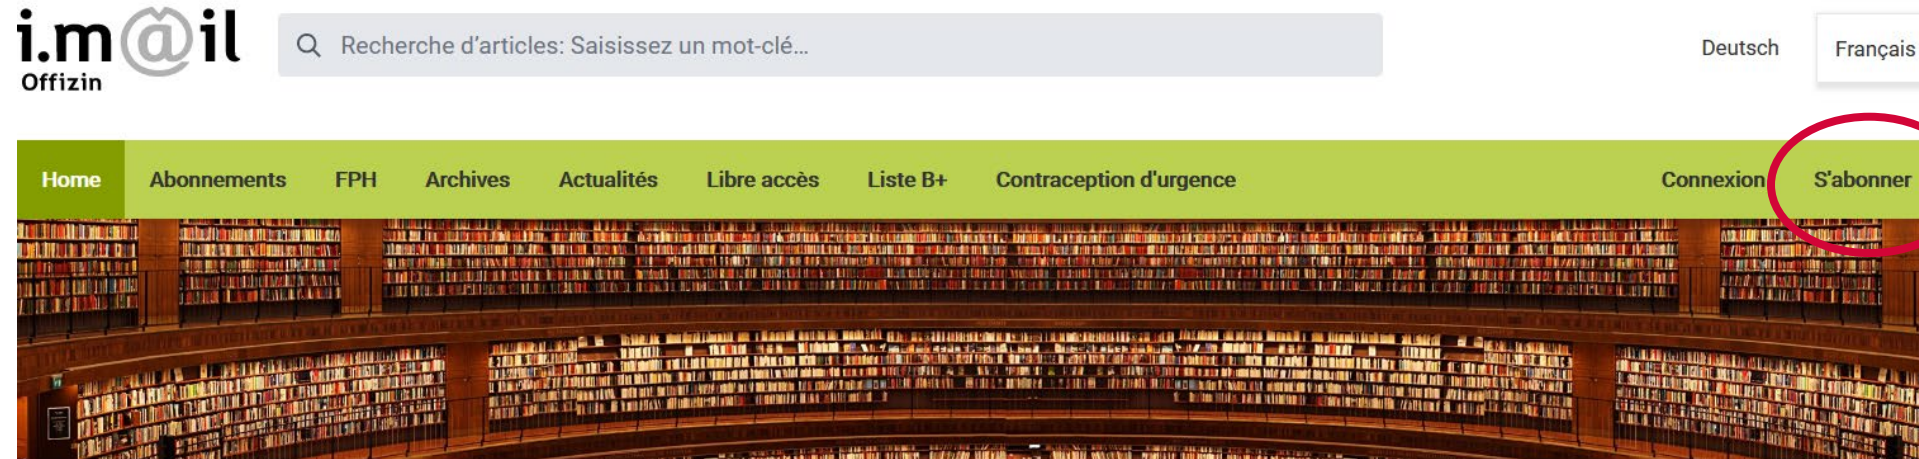 i.m@il
Offizin
Recherche d'articles: Saisissez un mot-clé...
Deutsch
Français
Home
Abonnements
FPH
Archives
Actualités
Libre accès
Liste B+
Contraception d'urgence
Connexion
S'abonner